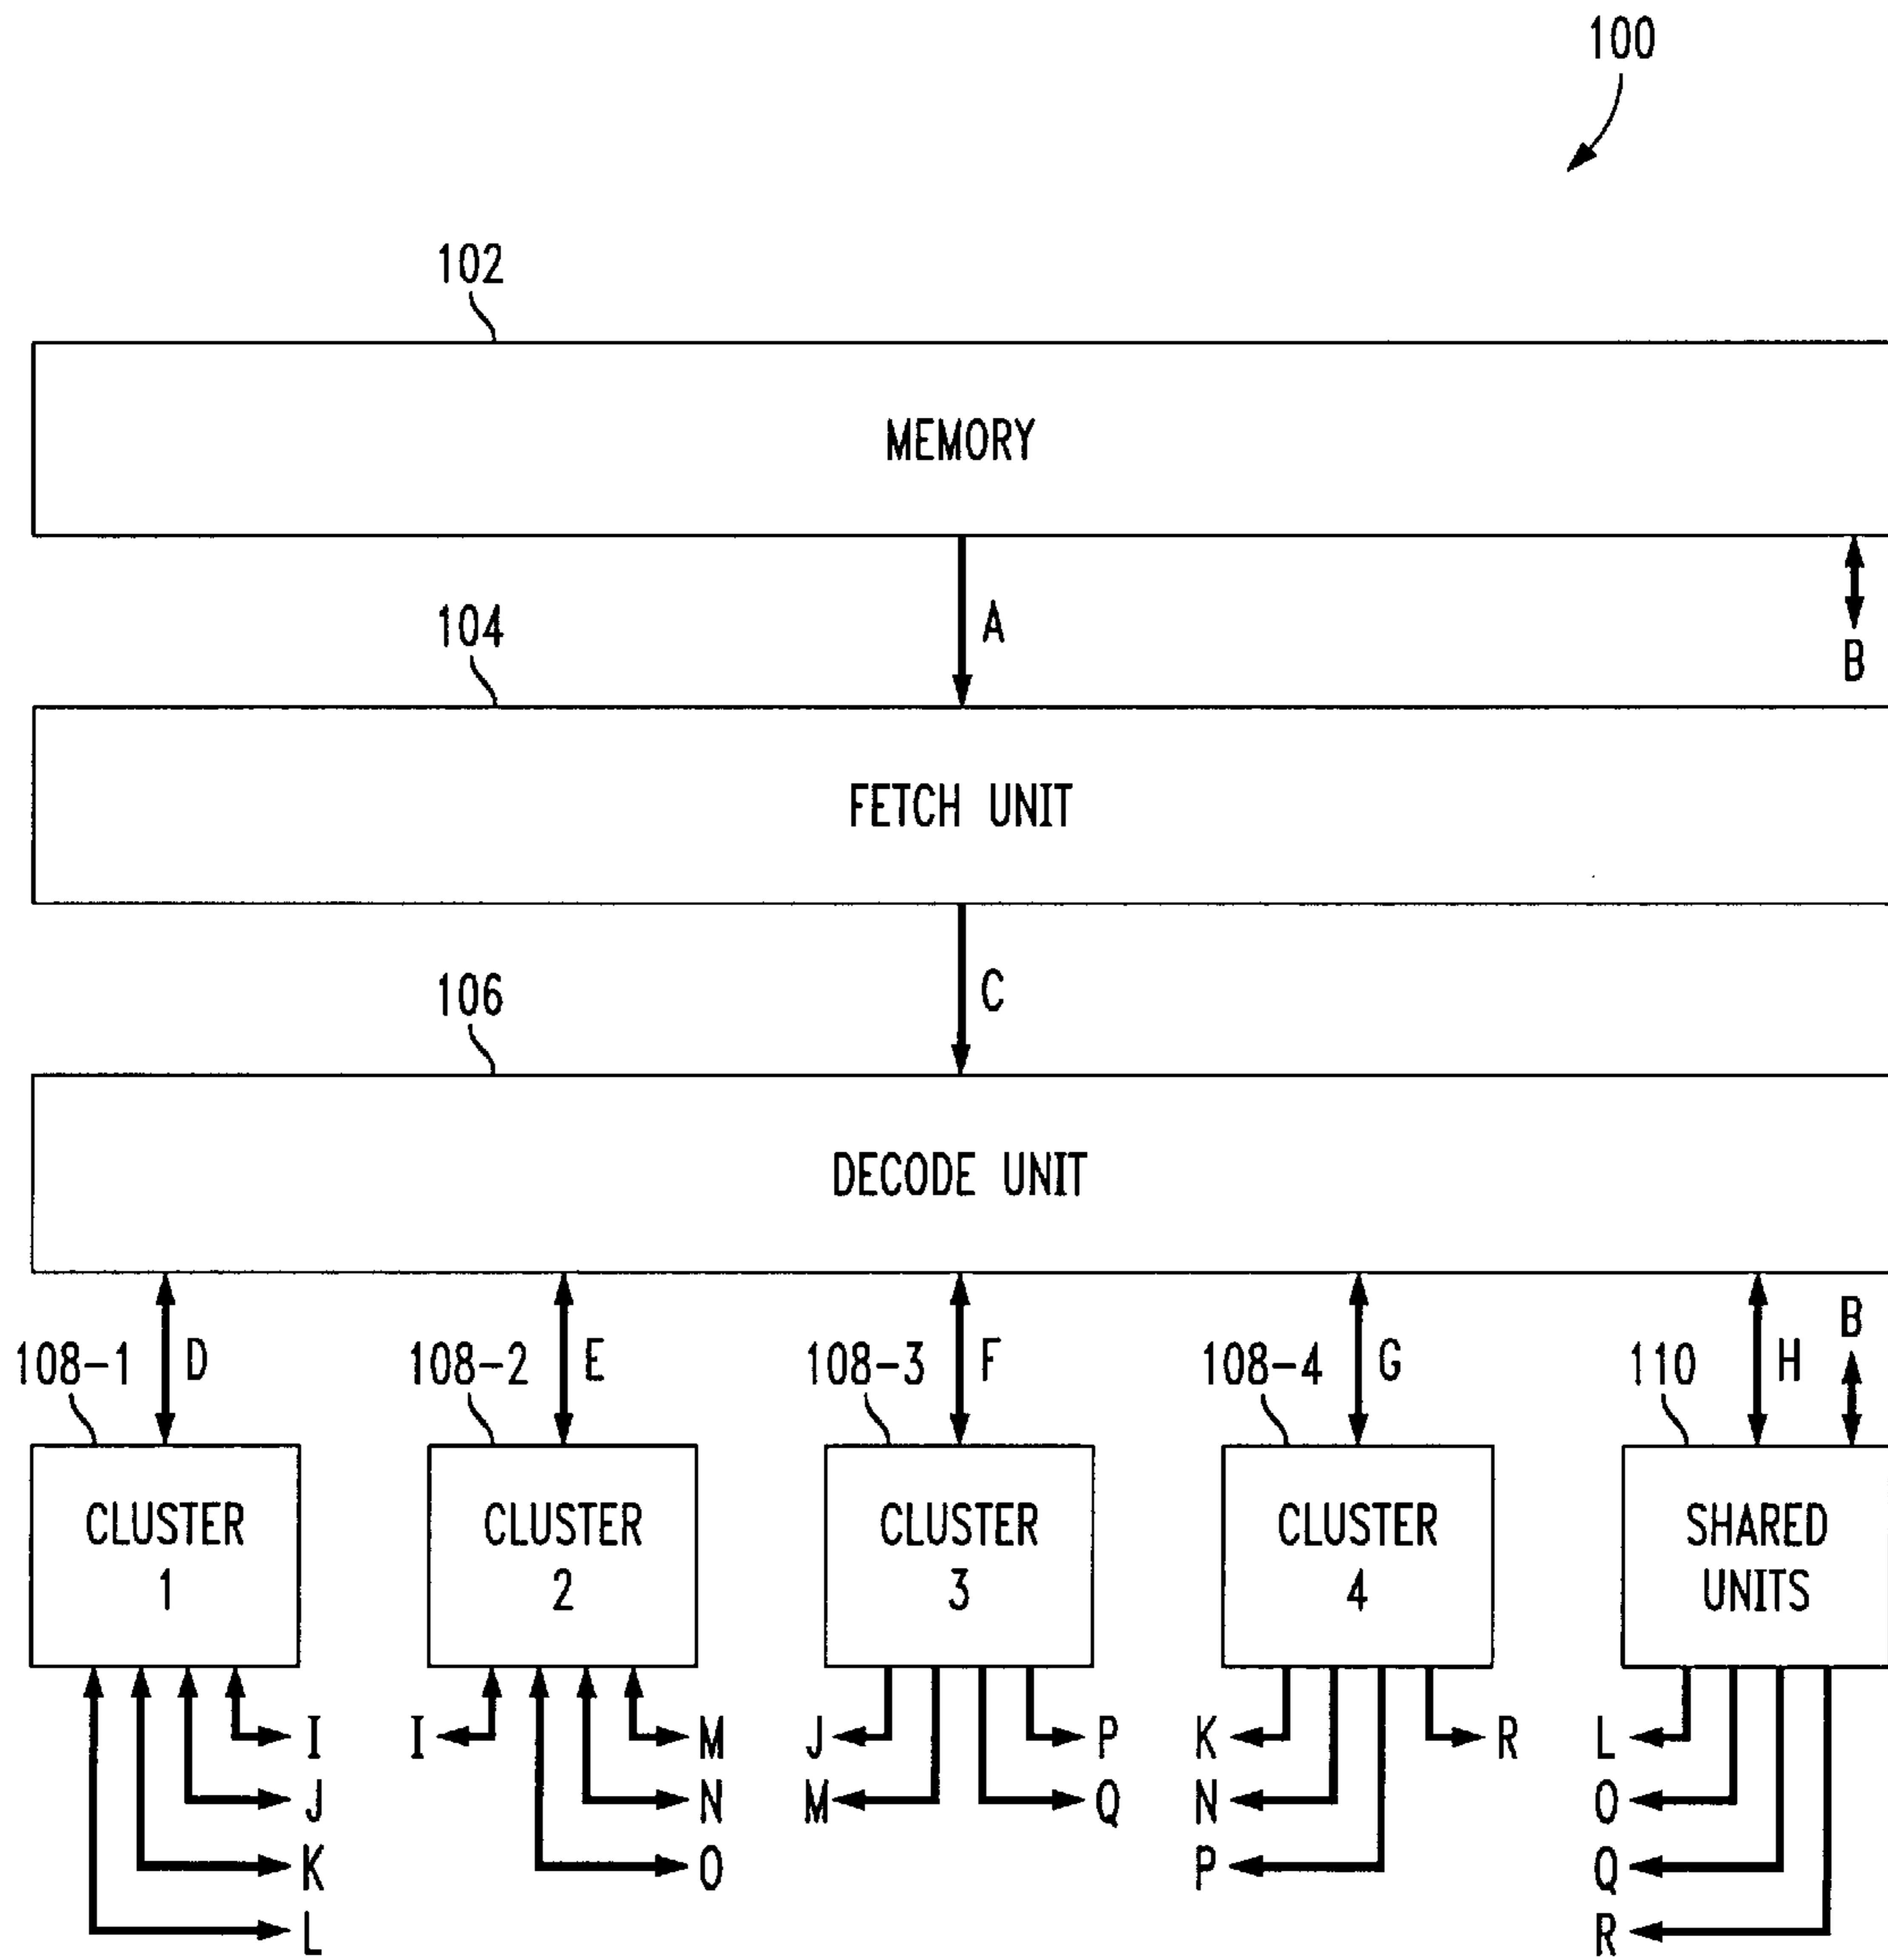 100
102
MEMORY
A
B
104
FETCH UNIT
C
106
DECODE UNIT
108-1
D
108-2
E
108-3
F
108-4
G
110
H
B
CLUSTER
1
CLUSTER
2
CLUSTER
3
CLUSTER
4
SHARED
UNITS
I
J
K
L
I
M
N
O
J
M
P
Q
K
N
P
R
L
O
Q
R